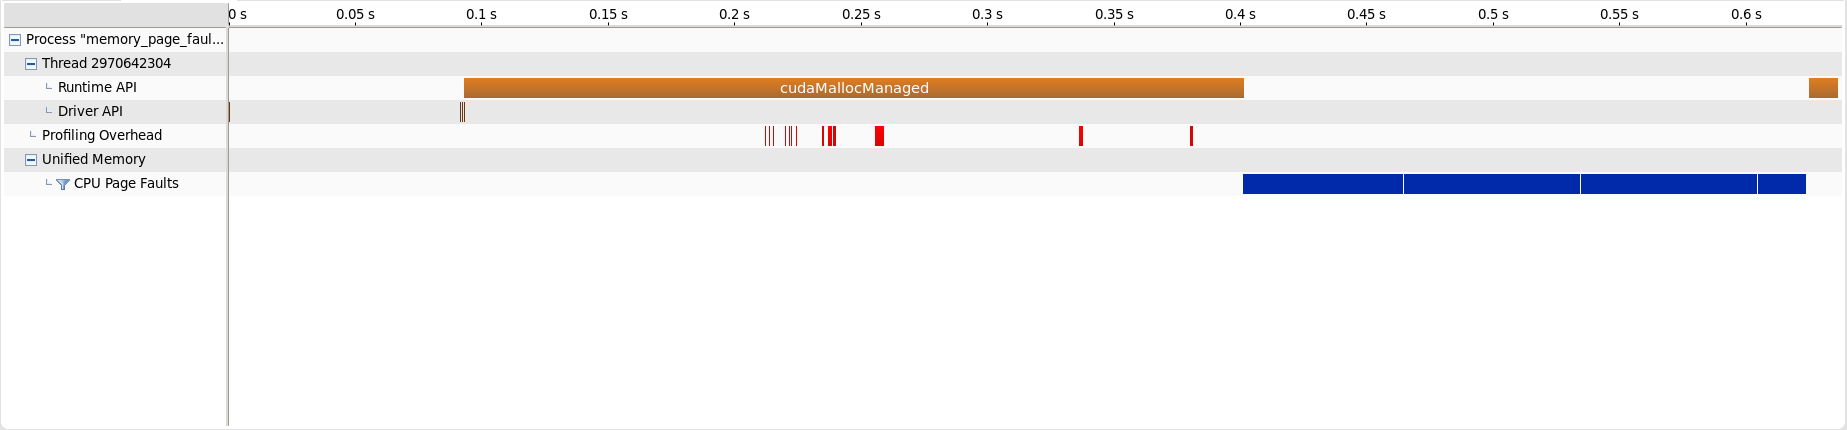 0 s 0.05 s 0.1 s 0.15 s 0.2 s 0.25 s 0.3 s 0.35 s 0.4 s 0.45 s 0.5 s 0.55 s 0.6 s
Process "memory_page_faul...
Thread 2970642304
Runtime API cudaMallocManaged
Driver API
Profiling Overhead
Unified Memory
CPU Page Faults